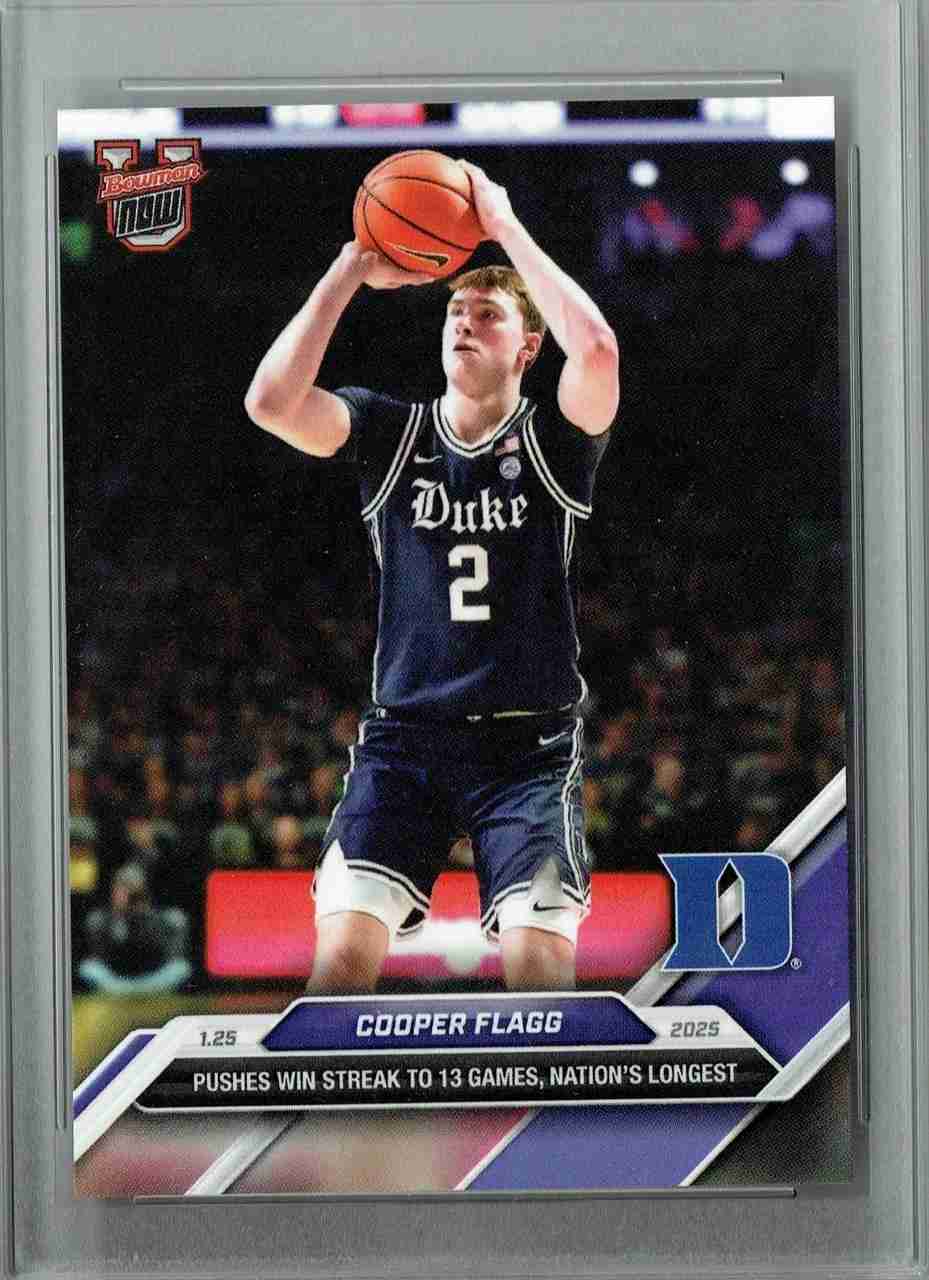 Bowman
NOW
Duke
2
D
®
COOPER FLAGG
1.25
2025
PUSHES WIN STREAK TO 13 GAMES, NATION'S LONGEST